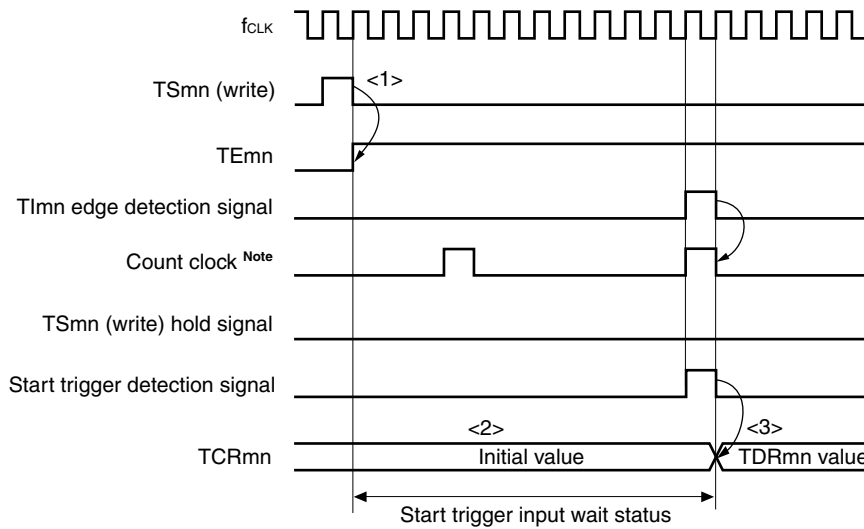 fCLK
TSmn (write)
<1>
TEmn
TImn edge detection signal
Count clock Note
TSmn (write) hold signal
Start trigger detection signal
<2>
<3>
TCRmn
Initial value
TDRmn value
Start trigger input wait status